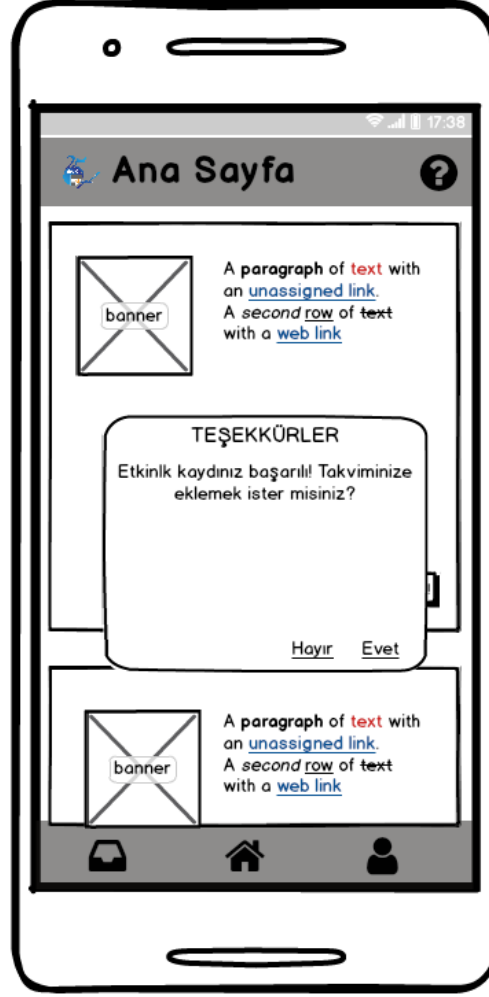 17:38
Ana Sayfa
?
banner
A paragraph of text with
an unassigned link.
A second row of text
with a web link
TEŞEKKÜRLER
Etkinlk kaydınız başarılı! Takviminize
eklemek ister misiniz?
Hayır Evet
banner
A paragraph of text with
an unassigned link.
A second row of text
with a web link